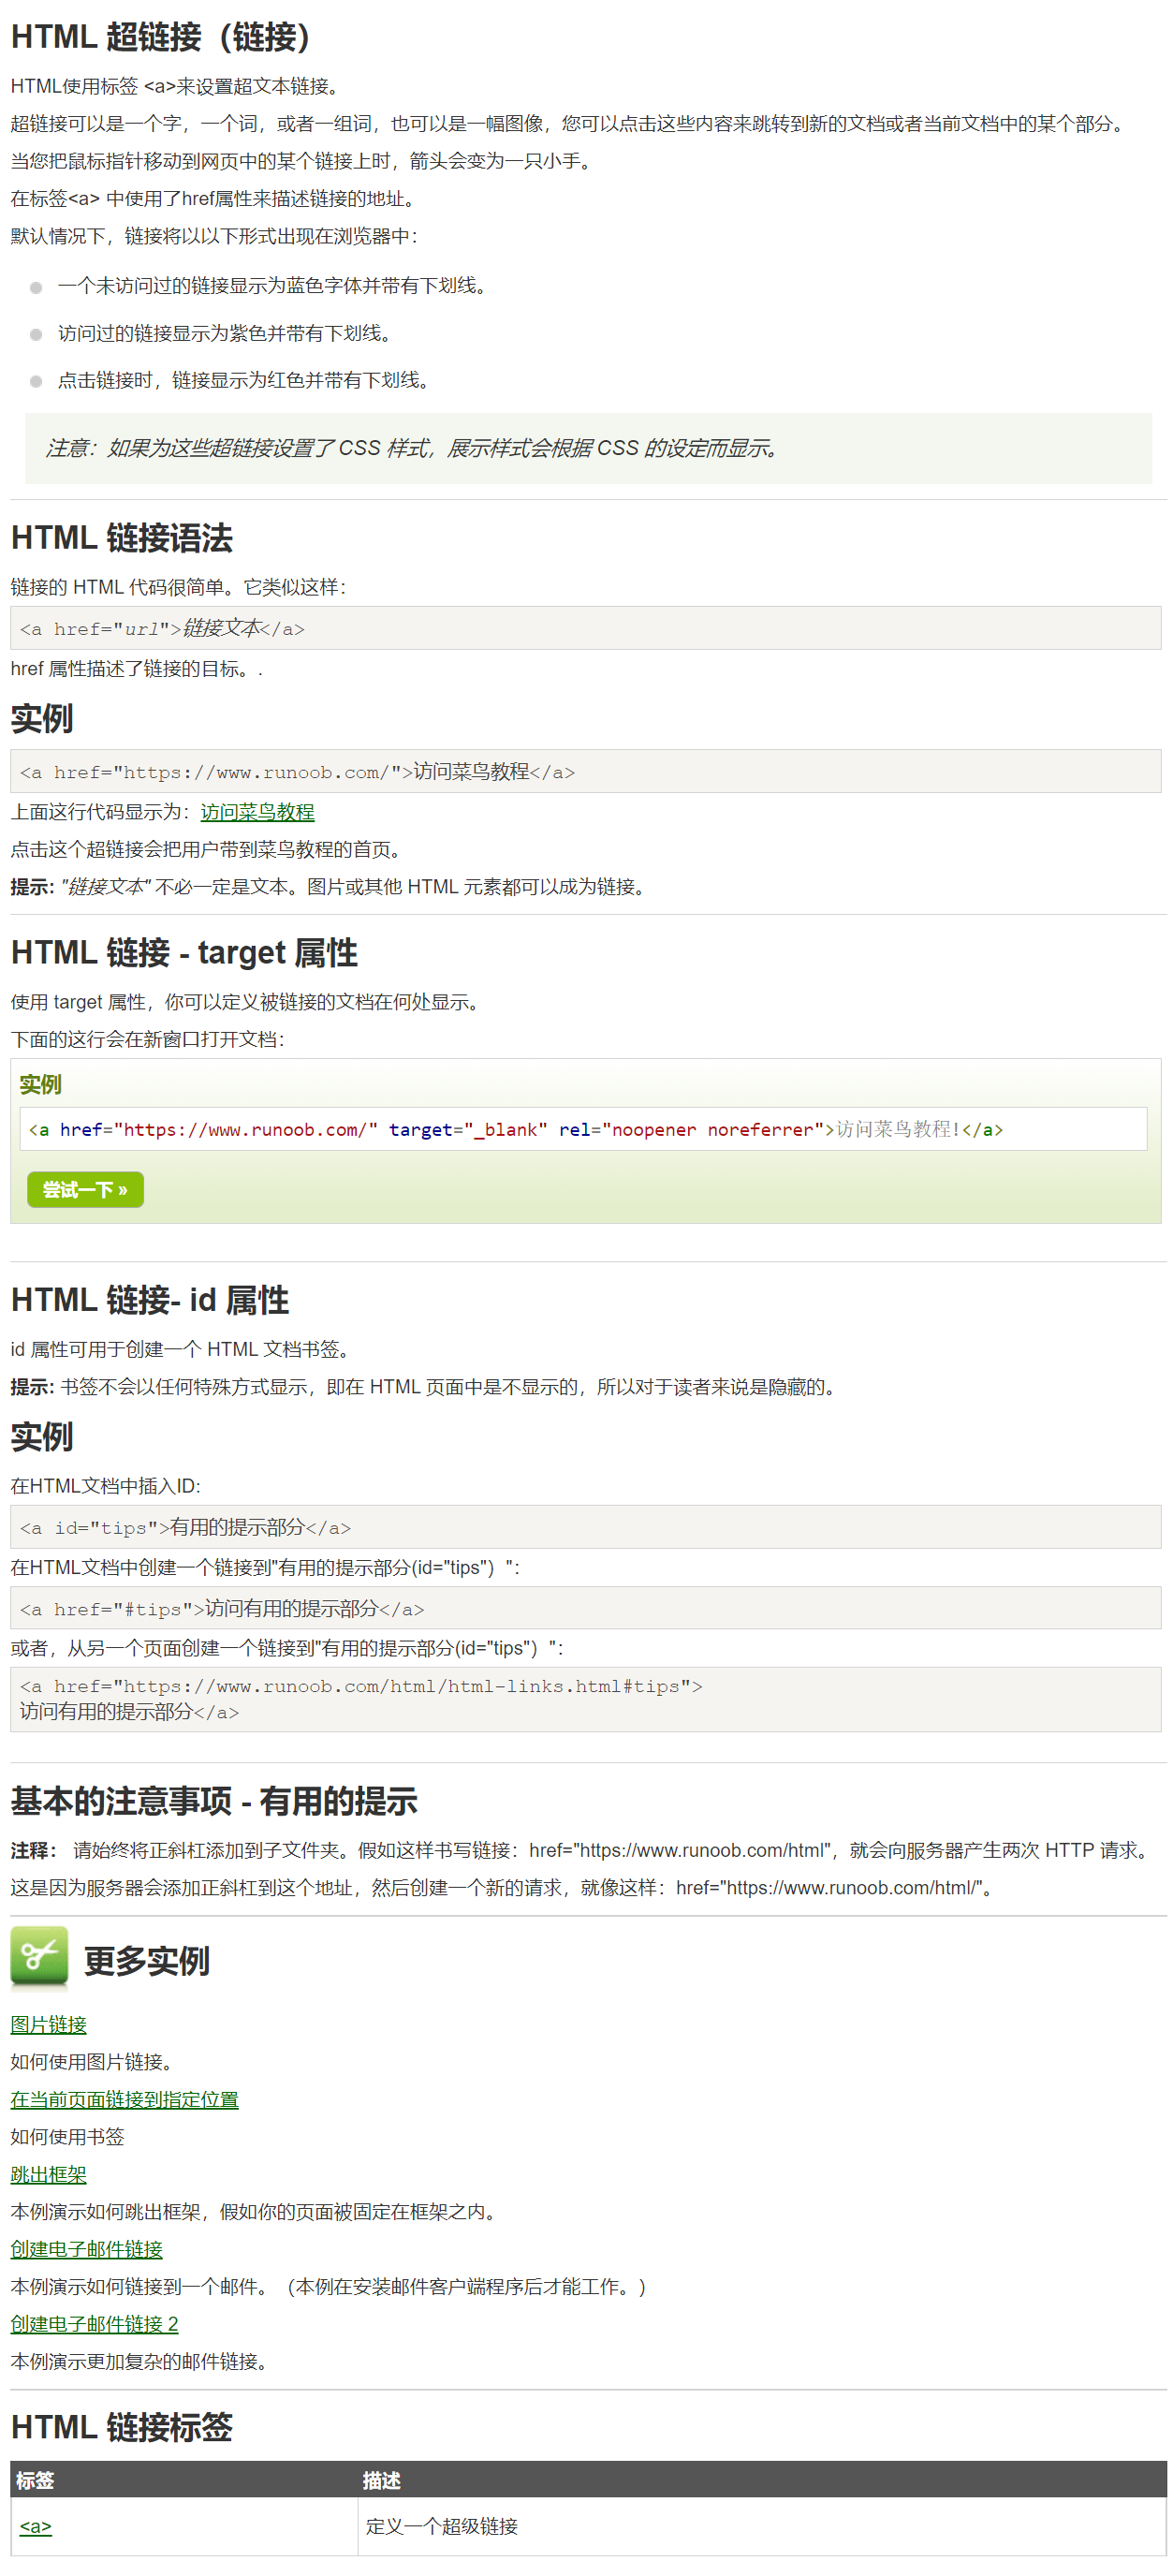 HTML 超链接（链接）
HTML使用标签 <a>来设置超文本链接。
超链接可以是一个字，一个词，或者一组词，也可以是一幅图像，您可以点击这些内容来跳转到新的文档或者当前文档中的某个部分。
当您把鼠标指针移动到网页中的某个链接上时，箭头会变为一只小手。
在标签<a> 中使用了href属性来描述链接的地址。
默认情况下，链接将以以下形式出现在浏览器中：
一个未访问过的链接显示为蓝色字体并带有下划线。
访问过的链接显示为紫色并带有下划线。
点击链接时，链接显示为红色并带有下划线。
注意：如果为这些超链接设置了 CSS 样式，展示样式会根据 CSS 的设定而显示。
HTML 链接语法
链接的 HTML 代码很简单。它类似这样：
<a href="url">链接文本</a>
href 属性描述了链接的目标。.
实例
<a href="https://www.runoob.com/">访问菜鸟教程</a>
上面这行代码显示为：访问菜鸟教程
点击这个超链接会把用户带到菜鸟教程的首页。
提示: "链接文本" 不必一定是文本。图片或其他 HTML 元素都可以成为链接。
HTML 链接 - target 属性
使用 target 属性，你可以定义被链接的文档在何处显示。
下面的这行会在新窗口打开文档：
实例
<a href="https://www.runoob.com/" target="_blank" rel="noopener noreferrer">访问菜鸟教程!</a>
尝试一下 »
HTML 链接- id 属性
id 属性可用于创建一个 HTML 文档书签。
提示: 书签不会以任何特殊方式显示，即在 HTML 页面中是不显示的，所以对于读者来说是隐藏的。
实例
在HTML文档中插入ID:
<a id="tips">有用的提示部分</a>
在HTML文档中创建一个链接到"有用的提示部分(id="tips"）"：
<a href="#tips">访问有用的提示部分</a>
或者，从另一个页面创建一个链接到"有用的提示部分(id="tips"）"：
<a href="https://www.runoob.com/html/html-links.html#tips">
访问有用的提示部分</a>
基本的注意事项 - 有用的提示
注释： 请始终将正斜杠添加到子文件夹。假如这样书写链接：href="https://www.runoob.com/html"，就会向服务器产生两次 HTTP 请求。
这是因为服务器会添加正斜杠到这个地址，然后创建一个新的请求，就像这样：href="https://www.runoob.com/html/"。
更多实例
图片链接
如何使用图片链接。
在当前页面链接到指定位置
如何使用书签
跳出框架
本例演示如何跳出框架，假如你的页面被固定在框架之内。
创建电子邮件链接
本例演示如何链接到一个邮件。（本例在安装邮件客户端程序后才能工作。）
创建电子邮件链接 2
本例演示更加复杂的邮件链接。
HTML 链接标签
标签 描述
<a> 定义一个超级链接